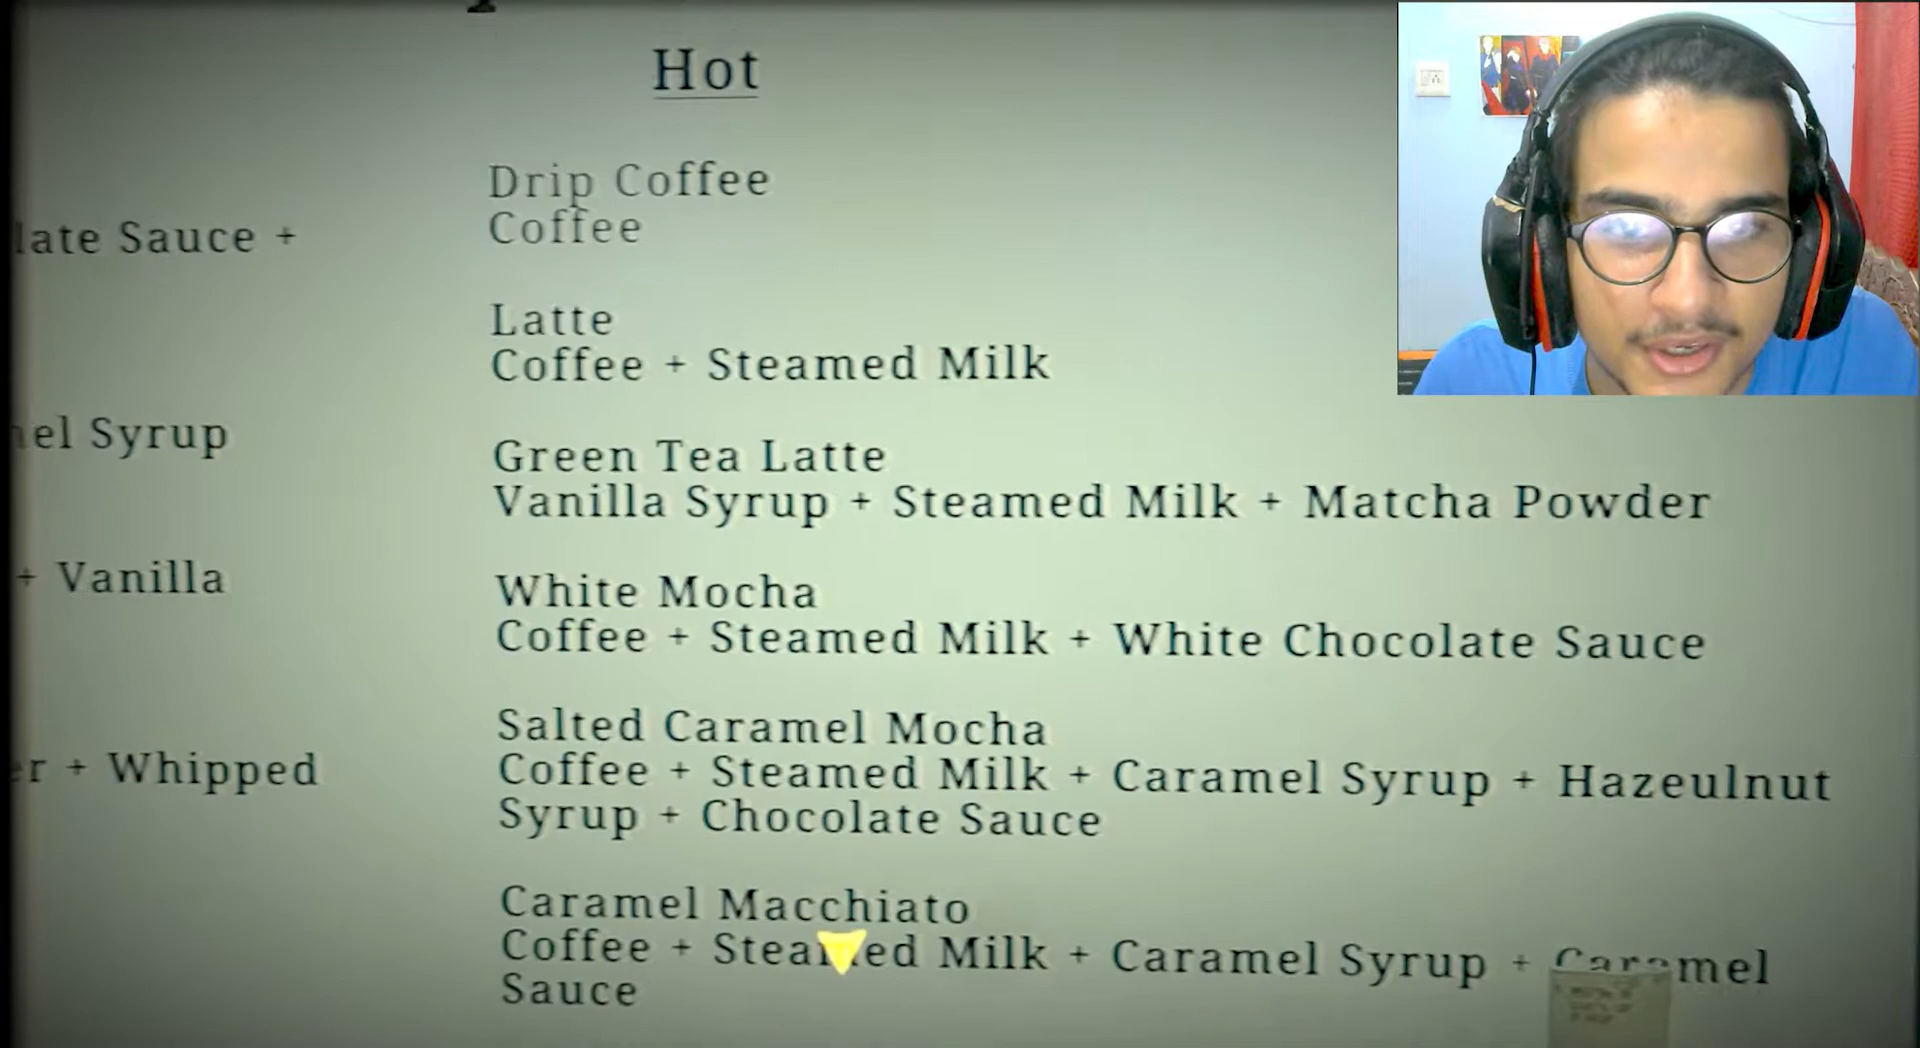 Hot
Drip Coffee
Coffee
late Sauce +
Latte
Coffee + Steamed Milk
el Syrup
Green Tea Latte
Vanilla Syrup + Steamed Milk + Matcha Powder
+ Vanilla
White Mocha
Coffee + Steamed Milk + White Chocolate Sauce
Salted Caramel Mocha
Coffee + Steamed Milk + Caramel Syrup + Hazeulnut
r + Whipped
Syrup + Chocolate Sauce
Caramel Macchiato
Coffee + Steamed Milk + Caramel Syrup + Caramel
Sauce